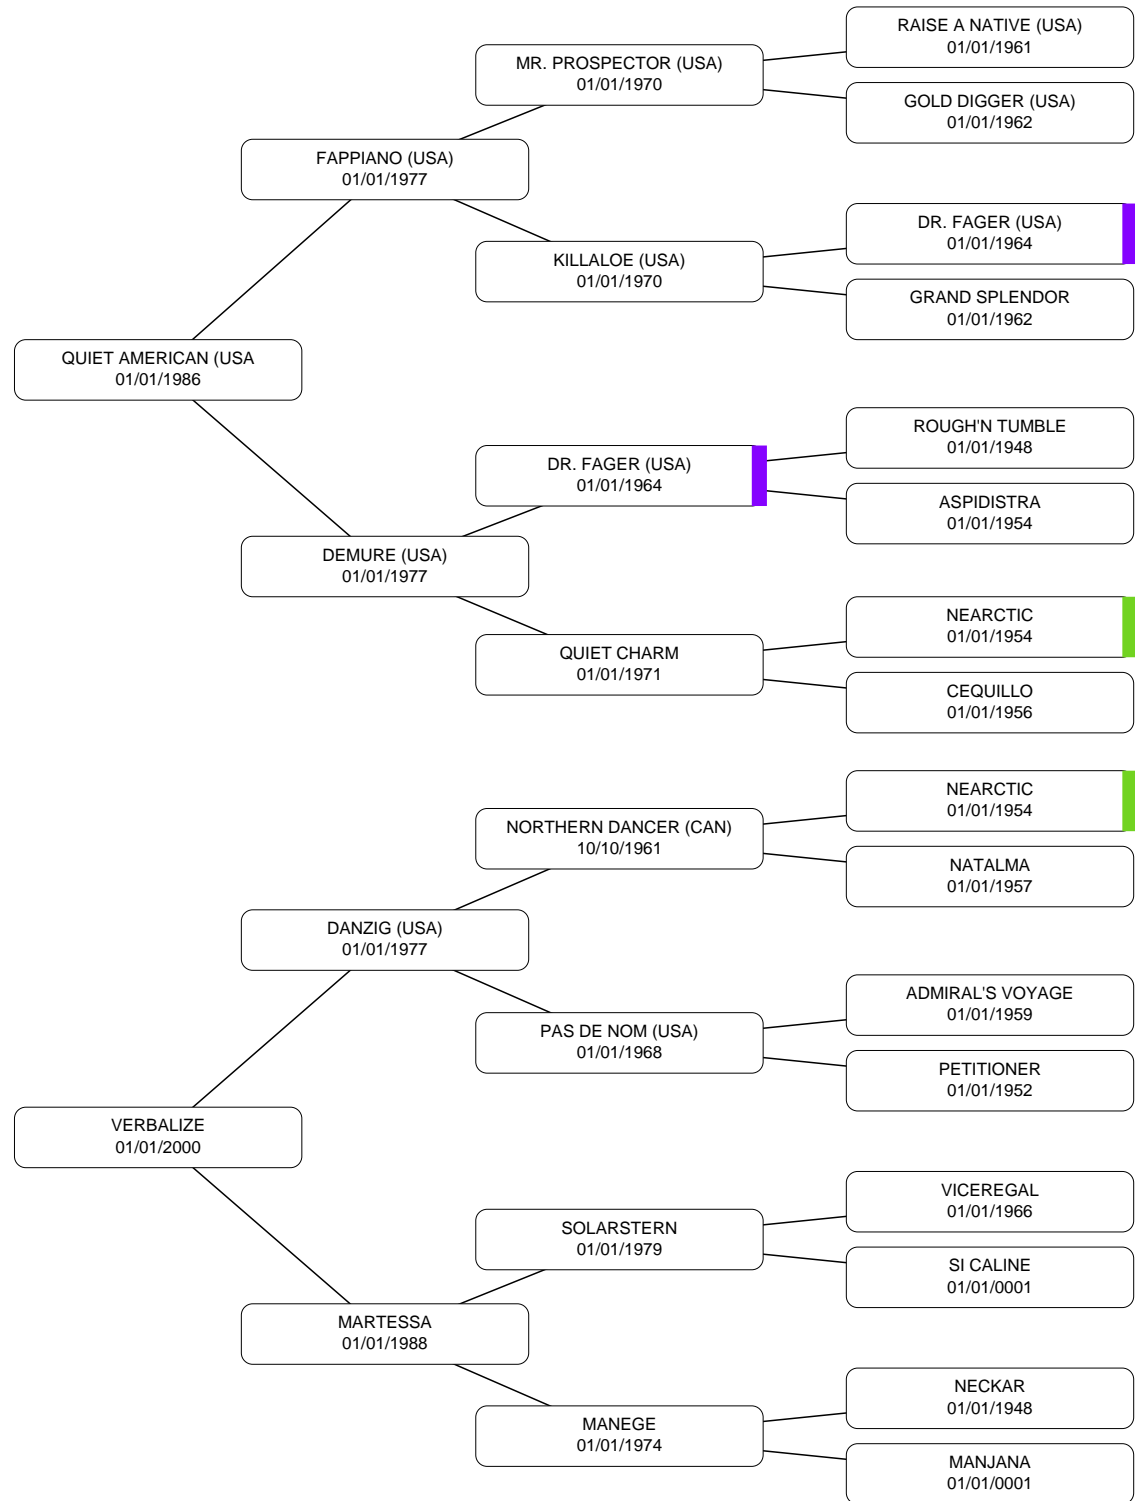 RAISE A NATIVE (USA)
01/01/1961
MR. PROSPECTOR (USA)
01/01/1970
GOLD DIGGER (USA)
01/01/1962
FAPPIANO (USA)
01/01/1977
DR. FAGER (USA)
01/01/1964
KILLALOE (USA)
01/01/1970
GRAND SPLENDOR
01/01/1962
QUIET AMERICAN (USA
01/01/1986
ROUGH'N TUMBLE
01/01/1948
DR. FAGER (USA)
01/01/1964
ASPIDISTRA
01/01/1954
DEMURE (USA)
01/01/1977
NEARCTIC
01/01/1954
QUIET CHARM
01/01/1971
CEQUILLO
01/01/1956
NEARCTIC
01/01/1954
NORTHERN DANCER (CAN)
10/10/1961
NATALMA
01/01/1957
DANZIG (USA)
01/01/1977
ADMIRAL'S VOYAGE
01/01/1959
PAS DE NOM (USA)
01/01/1968
PETITIONER
01/01/1952
VERBALIZE
01/01/2000
VICEREGAL
01/01/1966
SOLARSTERN
01/01/1979
SI CALINE
01/01/0001
MARTESSA
01/01/1988
NECKAR
01/01/1948
MANEGE
01/01/1974
MANJANA
01/01/0001